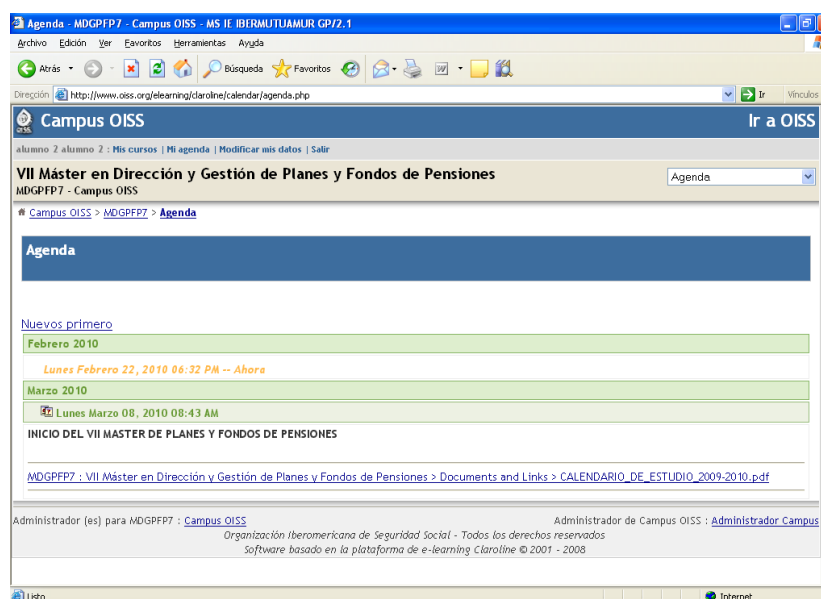 Agenda - MDGPFP7 - Campus OISS - MS IE IBERMUTUAMUR GP/2.1
Archivo Edición Ver Favoritos Herramientas Ayuda
Atrás Búsqueda Favoritos
Dirección http://www.oiss.org/elearning/claroline/calendar/agenda.php Ir Vínculos
Campus OISS Ir a OISS
alumno 2 alumno 2 : Mis cursos | Mi agenda | Modificar mis datos | Salir
VII Máster en Dirección y Gestión de Planes y Fondos de Pensiones
Agenda
MDGPFP7 - Campus OISS
Campus OISS > MDGPFP7 > Agenda
Agenda
Nuevos primero
Febrero 2010
Lunes Febrero 22, 2010 06:32 PM -- Ahora
Marzo 2010
Lunes Marzo 08, 2010 08:43 AM
INICIO DEL VII MASTER DE PLANES Y FONDOS DE PENSIONES
MDGPFP7 : VII Máster en Dirección y Gestión de Planes y Fondos de Pensiones > Documents and Links > CALENDARIO_DE_ESTUDIO_2009-2010.pdf
Administrador (es) para MDGPFP7 : Campus OISS Administrador de Campus OISS : Administrador Campus
Organización Iberomericana de Seguridad Social - Todos los derechos reservados
Software basado en la plataforma de e-learning Claroline © 2001 - 2008
Listo Internet